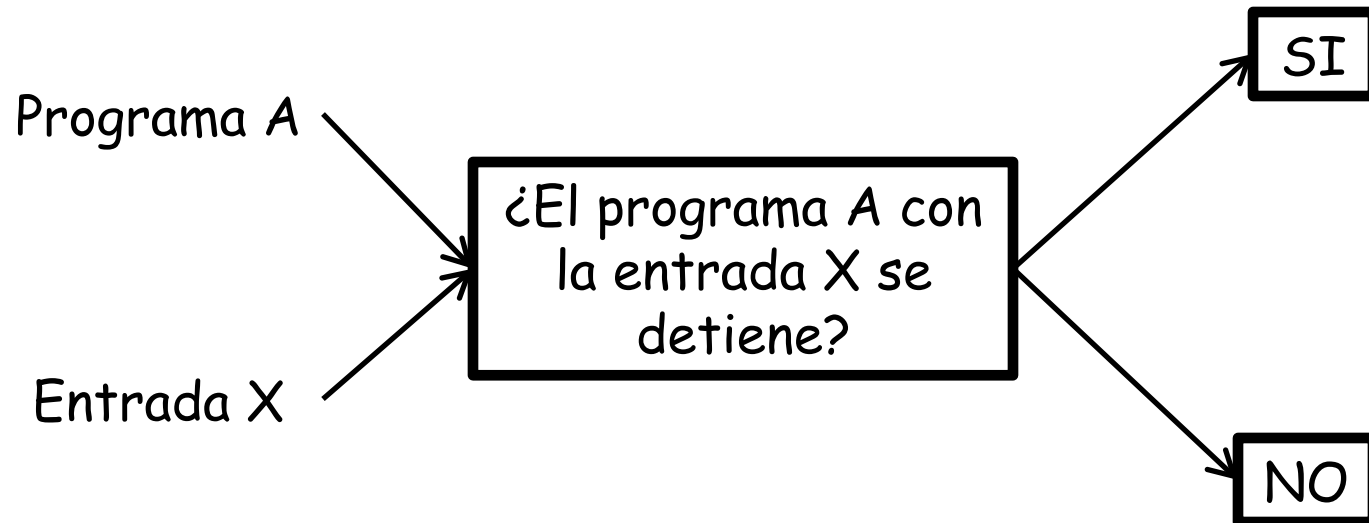 SI
Programa A
¿El programa A con
la entrada X se
detiene?
Entrada X
NO